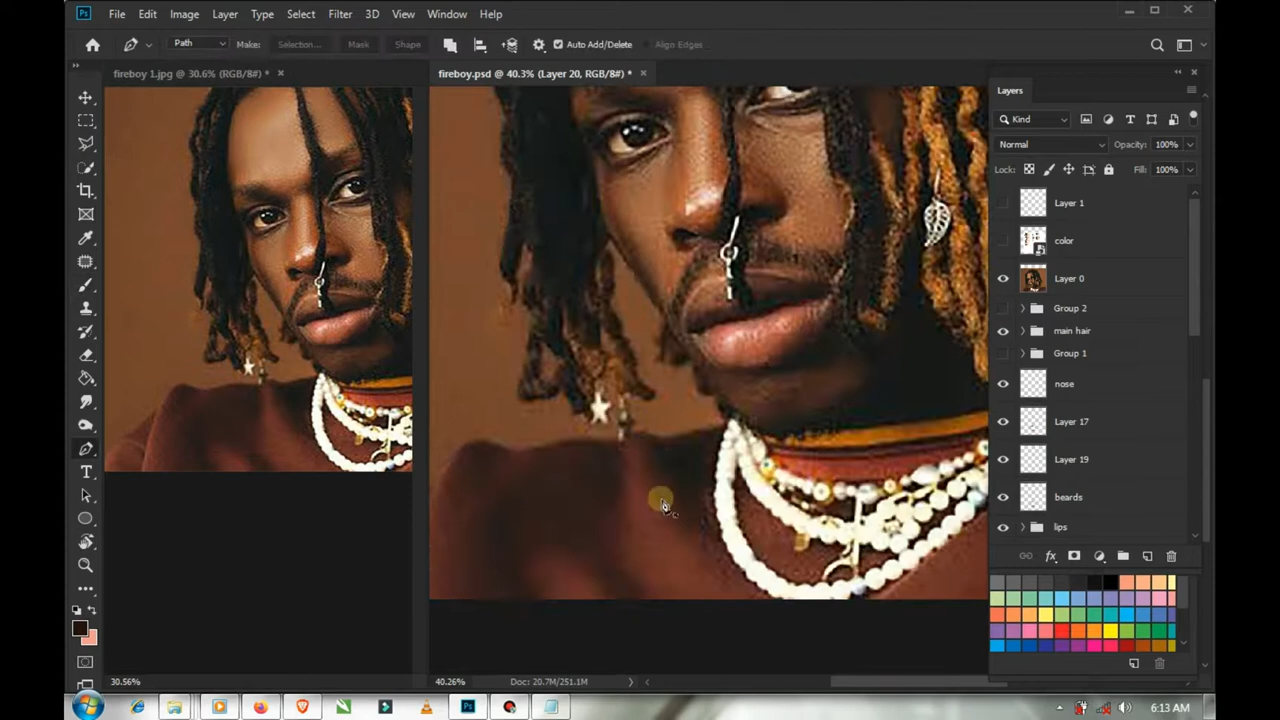 Ps File Edit Image Layer Type Select Filter 3D View Window Help
Path Make: Selection... Mask Shape Auto Add/Delete Align Edges
fireboy 1.jpg @ 30.6% (RGB/8#) * fireboy.psd @ 40.3% (Layer 20, RGB/8#) *
Layers
Kind
Normal Opacity: 100%
Lock: Fill: 100%
Layer 1
color
Layer 0
Group 2
main hair
Group 1
nose
Layer 17
Layer 19
beards
lips
fx
30.56% 40.26% Doc: 20.7M/251.1M
Ps 6:13 AM